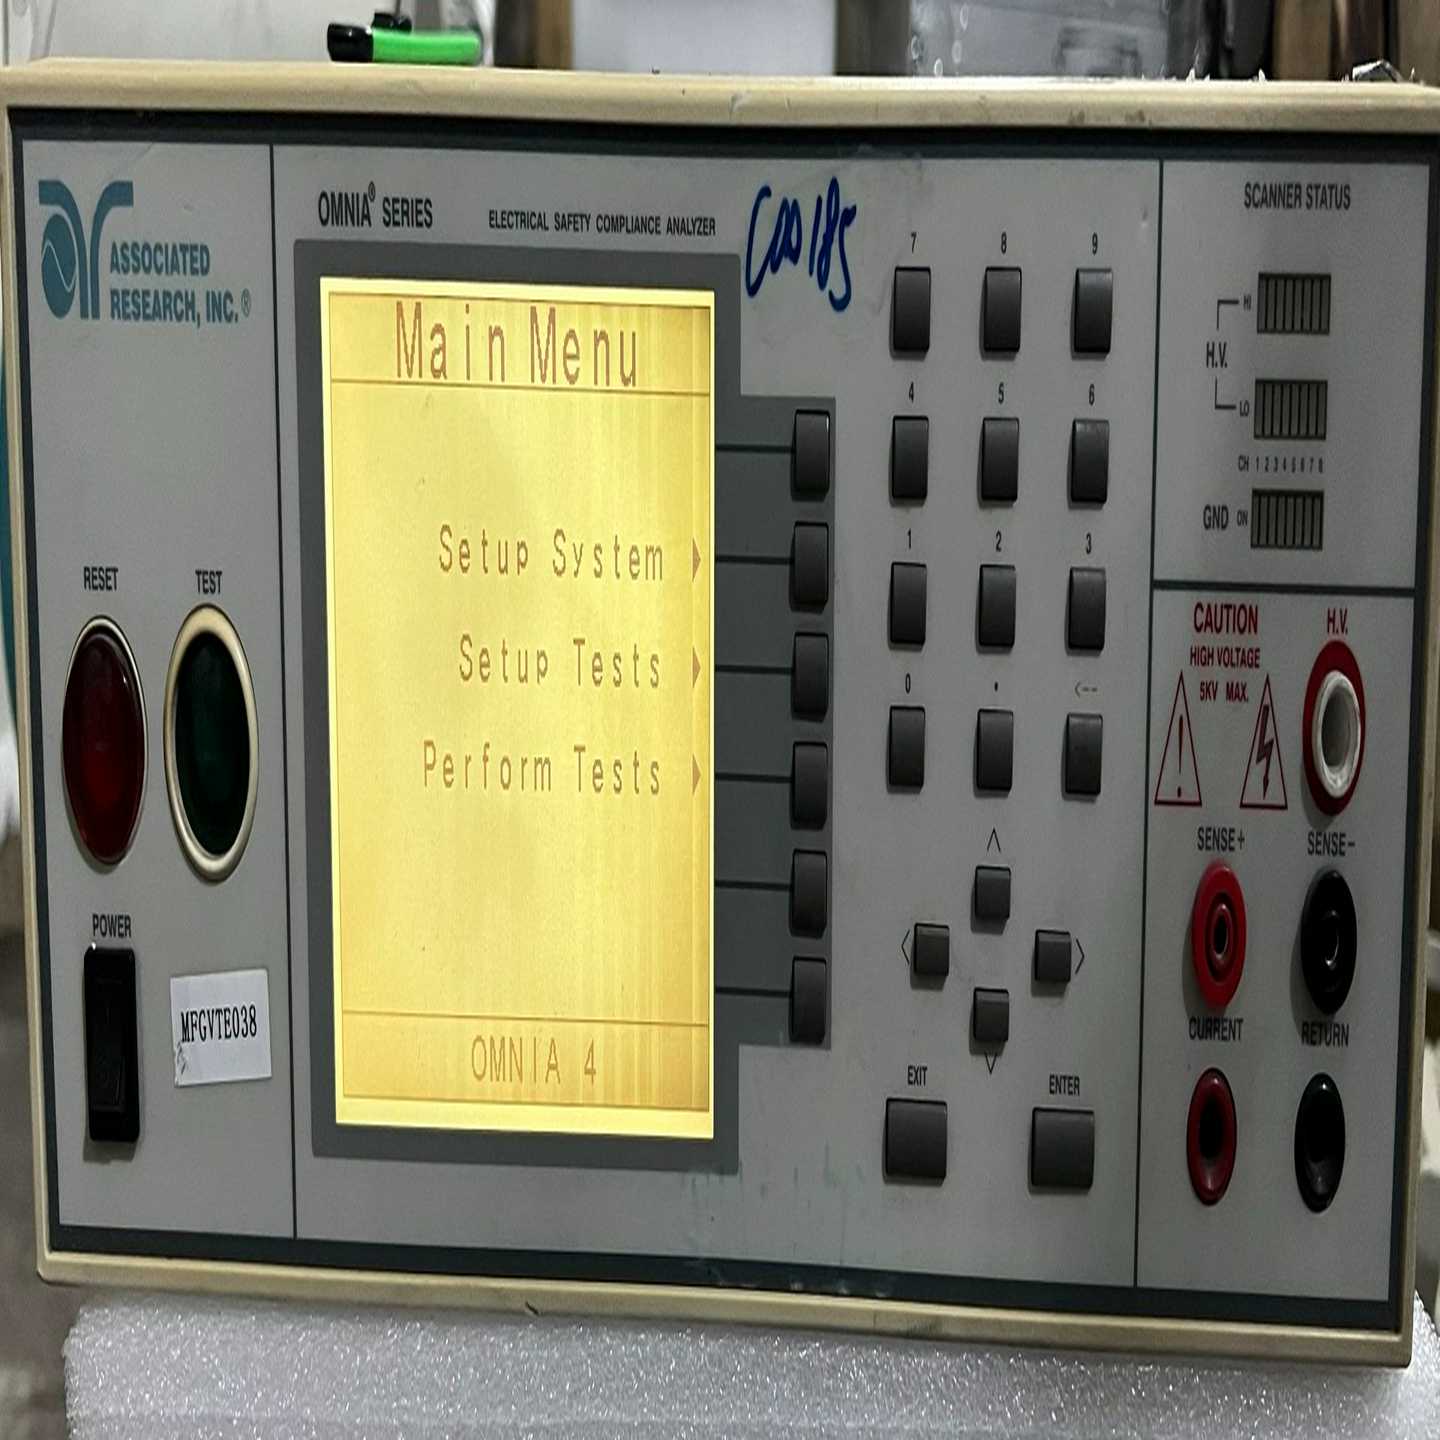 ASSOCIATED
RESEARCH, INC.®
OMNIA® SERIES
ELECTRICAL SAFETY COMPLIANCE ANALYZER
C00185
Main Menu
Setup System
Setup Tests
Perform Tests
OMNIA 4
RESET
TEST
POWER
MFGVTE038
7 8 9
4 5 6
1 2 3
0 . <--
EXIT
ENTER
SCANNER STATUS
HI
H.V.
LO
CH 1 2 3 4 5 6 7 8
GND ON
CAUTION
HIGH VOLTAGE
5KV MAX.
H.V.
SENSE+
SENSE-
CURRENT
RETURN